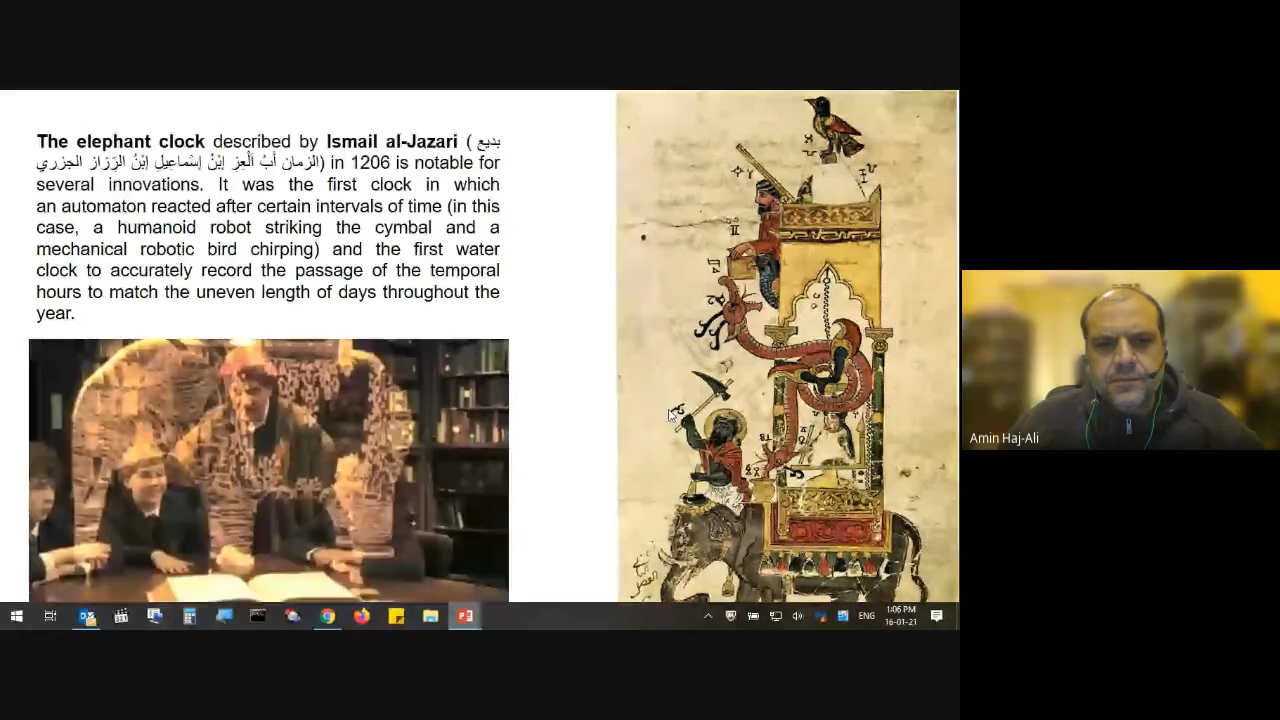 The elephant clock described by Ismail al-Jazari (بديع
الزمان أَبُ اَلْعِزِ إبْنُ إسْماعِيلِ إبْنُ الرِّزاز الجزري) in 1206 is notable for
several innovations. It was the first clock in which
an automaton reacted after certain intervals of time (in this
case, a humanoid robot striking the cymbal and a
mechanical robotic bird chirping) and the first water
clock to accurately record the passage of the temporal
hours to match the uneven length of days throughout the
year.
Amin Haj-Ali
ENG
1:06 PM
16-01-21